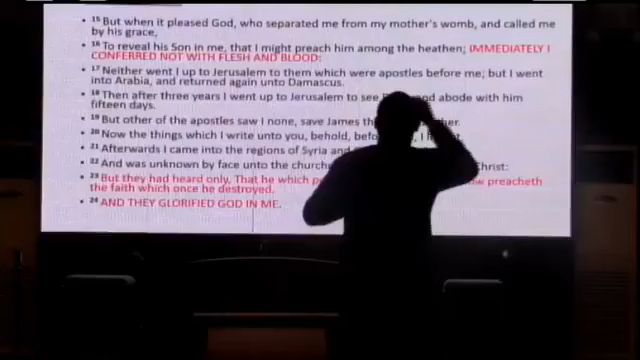 • 15 But when it pleased God, who separated me from my mother's womb, and called me
by his grace,
• 16 To reveal his Son in me, that I might preach him among the heathen; IMMEDIATELY I
CONFERRED NOT WITH FLESH AND BLOOD:
• 17 Neither went I up to Jerusalem to them which were apostles before me; but I went
into Arabia, and returned again unto Damascus.
• 18 Then after three years I went up to Jerusalem to see abode with him
fifteen days.
• 19 But other of the apostles saw I none, save James
• 20 Now the things which I write unto you, behold,
• 21 Afterwards I came into the regions of Syria and
• 22 And was unknown by face unto the Christ:
• 23 But they had heard only, That he which preacheth
the faith which once he destroyed.
• 24 AND THEY GLORIFIED GOD IN ME.